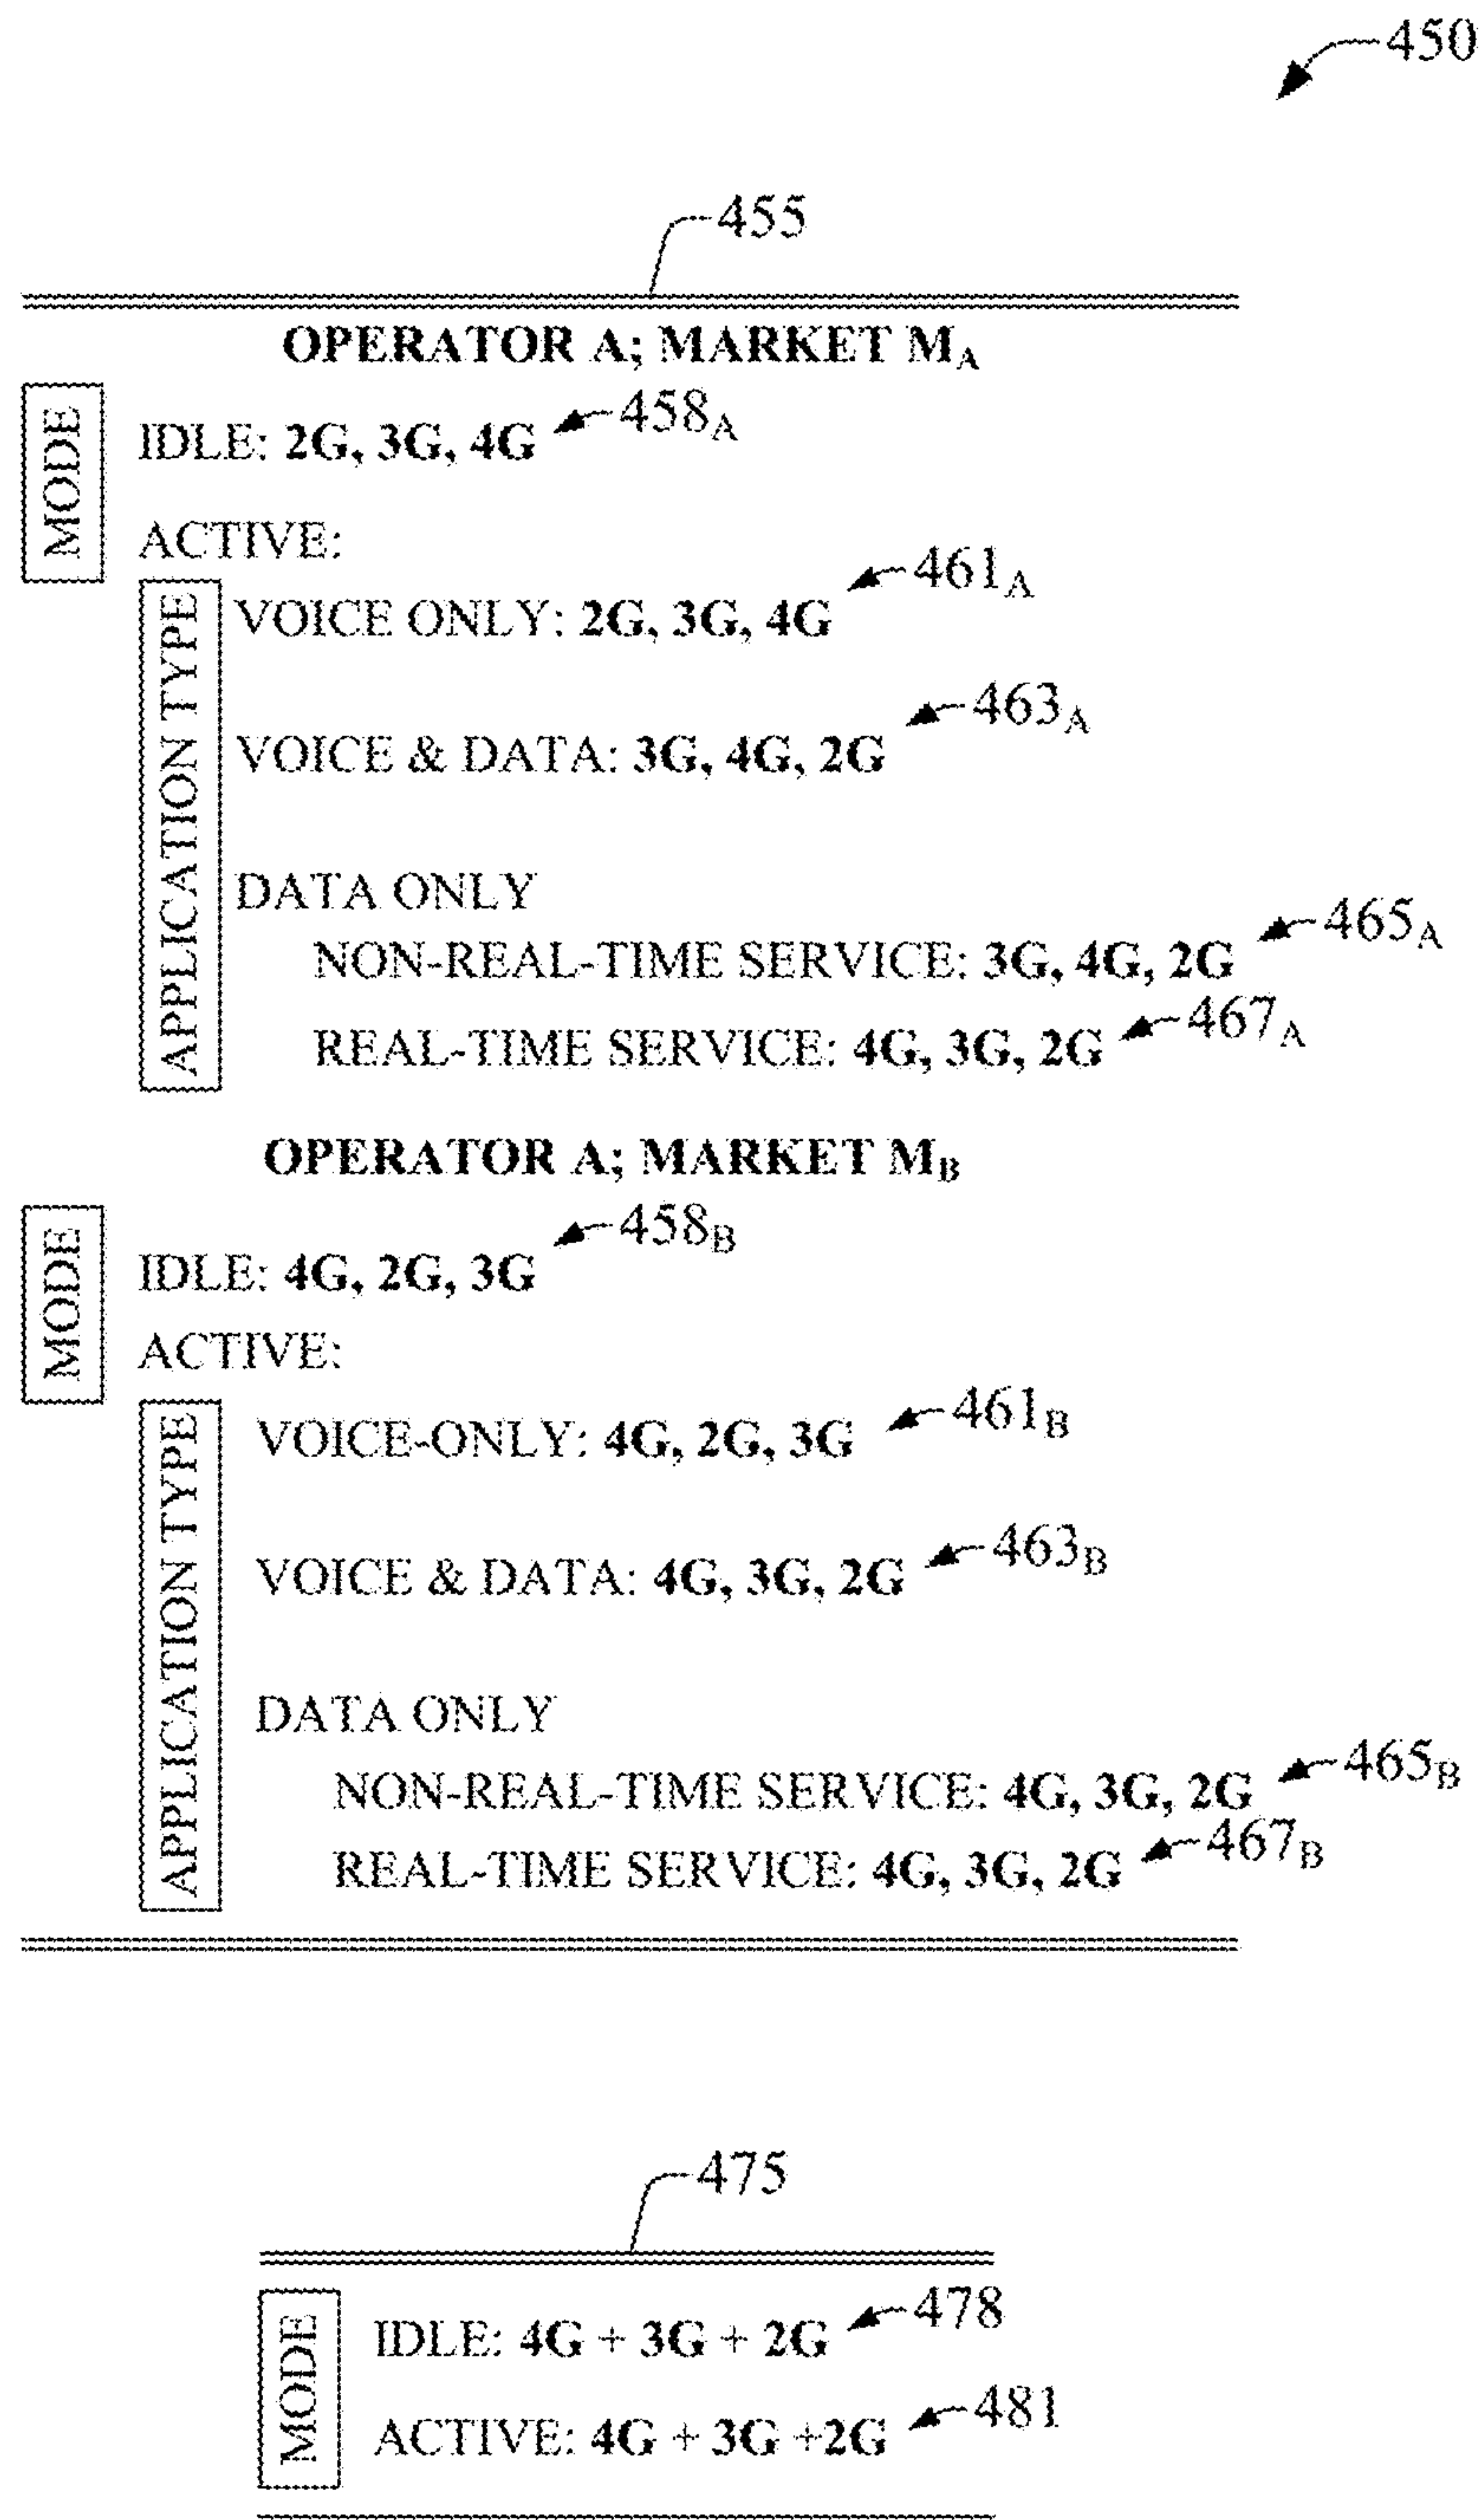 450
455
OPERATOR A; MARKET MA
MODE
IDLE: 2G, 3G, 4G 458A
ACTIVE:
APPLICATION TYPE
VOICE ONLY: 2G, 3G, 4G 461A
VOICE & DATA: 3G, 4G, 2G 463A
DATA ONLY
NON-REAL-TIME SERVICE: 3G, 4G, 2G 465A
REAL-TIME SERVICE: 4G, 3G, 2G 467A
OPERATOR A; MARKET MB
MODE
IDLE: 4G, 2G, 3G 458B
ACTIVE:
APPLICATION TYPE
VOICE-ONLY: 4G, 2G, 3G 461B
VOICE & DATA: 4G, 3G, 2G 463B
DATA ONLY
NON-REAL-TIME SERVICE: 4G, 3G, 2G 465B
REAL-TIME SERVICE: 4G, 3G, 2G 467B
475
MODE
IDLE: 4G + 3G + 2G 478
ACTIVE: 4G + 3G +2G 481